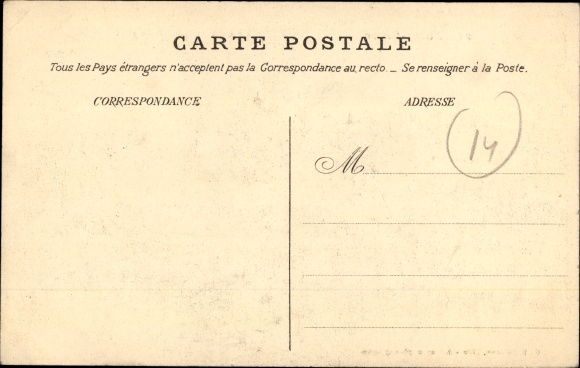 CARTE POSTALE
Tous les Pays étrangers n'acceptent pas la Correspondance au recto. — Se renseigner à la Poste.
CORRESPONDANCE
ADRESSE
14
M